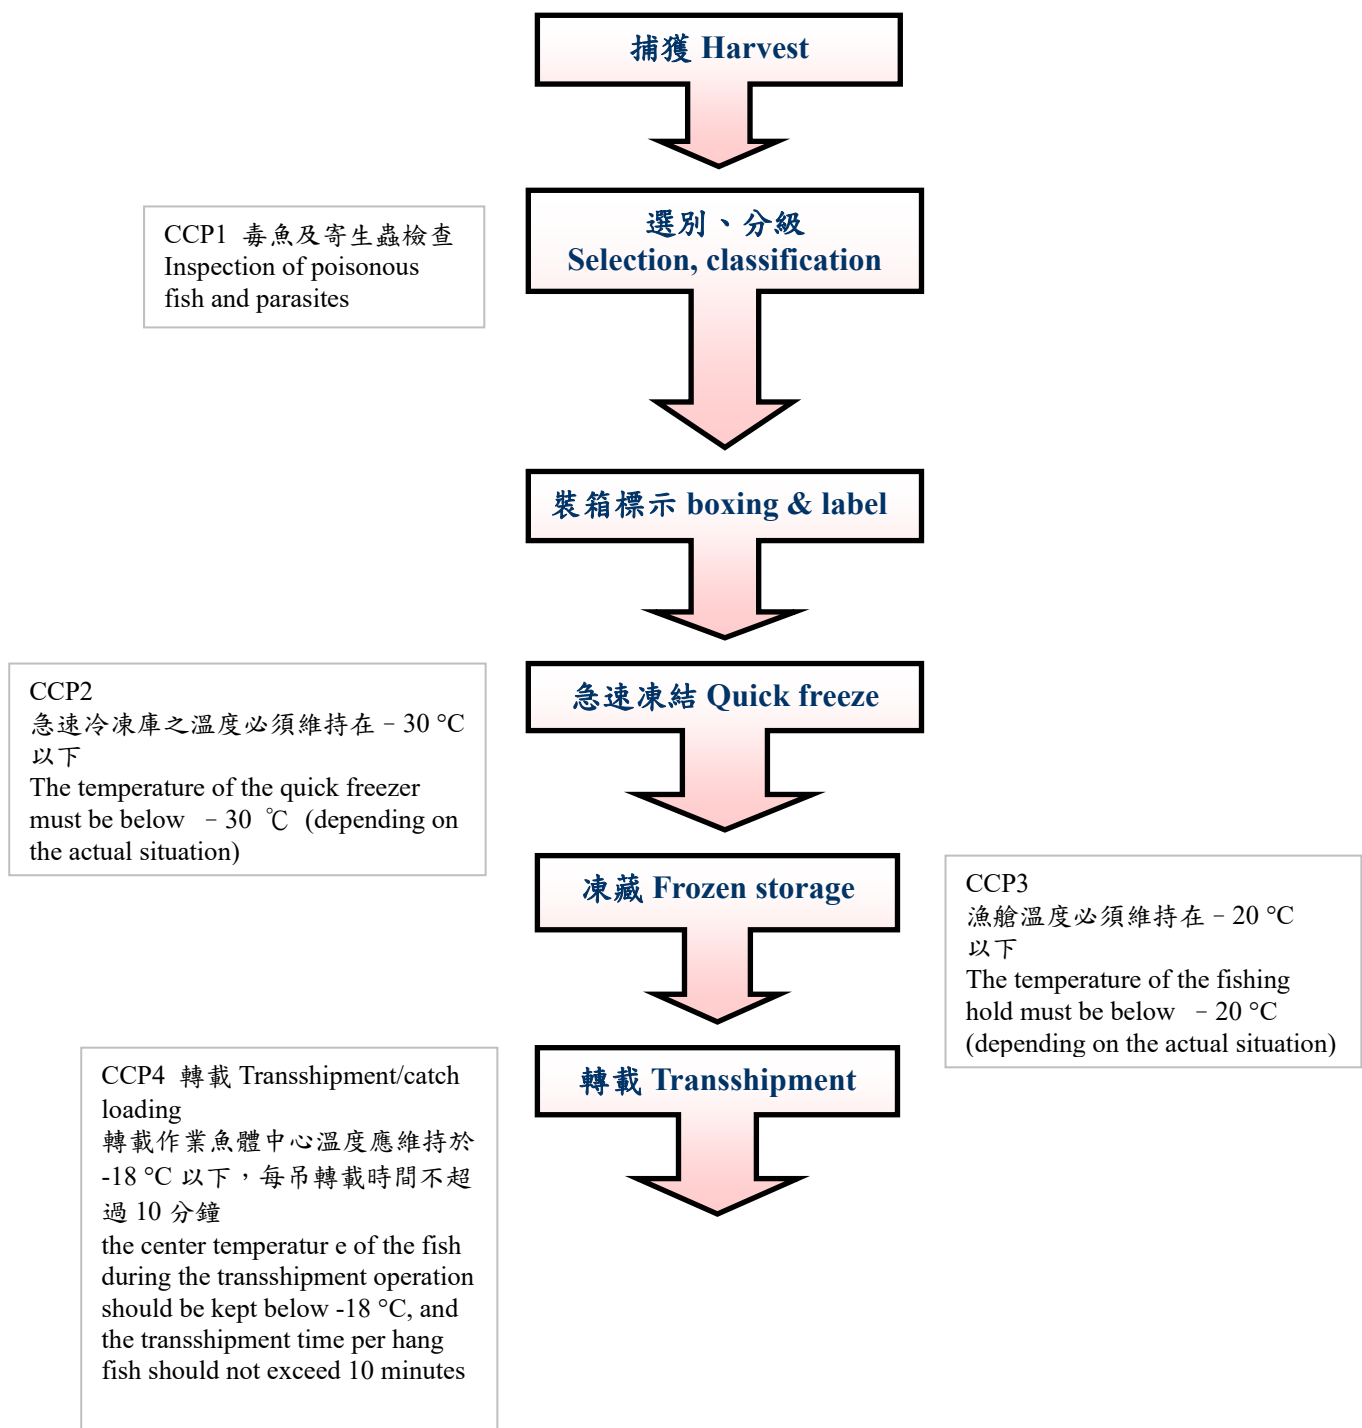 捕獲 Harvest
選別、分級
Selection, classification
CCP1 毒魚及寄生蟲檢查
Inspection of poisonous
fish and parasites
裝箱標示 boxing & label
急速凍結 Quick freeze
CCP2
急速冷凍庫之溫度必須維持在﹣30 °C
以下
The temperature of the quick freezer
must be below ﹣30 ℃ (depending on
the actual situation)
凍藏 Frozen storage
CCP3
漁艙溫度必須維持在﹣20 °C
以下
The temperature of the fishing
hold must be below ﹣20 °C
(depending on the actual situation)
轉載 Transshipment
CCP4 轉載 Transshipment/catch
loading
轉載作業魚體中心溫度應維持於
-18 °C 以下，每吊轉載時間不超
過 10 分鐘
the center temperatur e of the fish
during the transshipment operation
should be kept below -18 °C, and
the transshipment time per hang
fish should not exceed 10 minutes